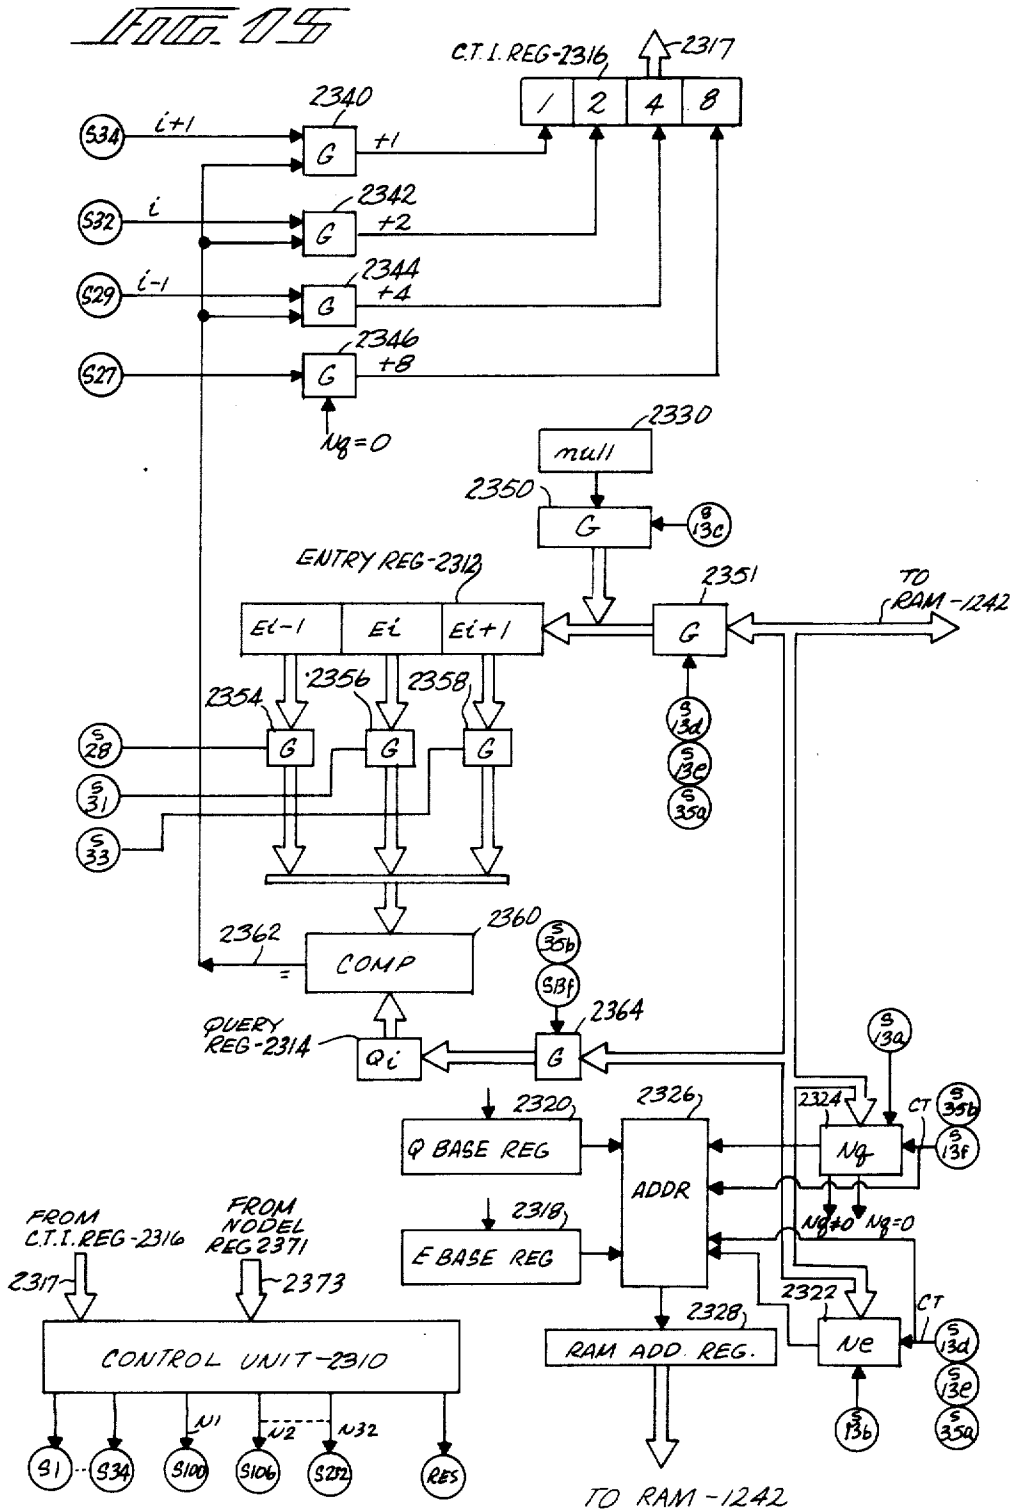 FIG. 15
C.T.I. REG-2316
2317
1 2 4 8
2340
S34
i+1
G
+1
2342
S32
i
G
+2
2344
S29
i-1
G
+4
2346
S27
G
+8
Nq=0
2330
null
2350
G
S 13c
ENTRY REG-2312
2351
TO RAM-1242
Ei-1 Ei Ei+1
G
2354
2356
2358
S 13d
S 28
G G G
S 13e
S 31
S 35a
S 33
2362
2360
S 35b
=
COMP
SBf
QUERY REG-2314
2364
S 13a
Qi
G
2320
2326
2324
CT
S 35b
Q BASE REG
Nq
S 13f
ADDR
FROM C.T.I. REG-2316
FROM NODEL REG 2371
2318
Nq≠0
Nq=0
E BASE REG
2317
2373
2322
CT
2328
CONTROL UNIT-2310
RAM ADD REG.
Ne
S 13d
S 13e
N1
N2
N32
S 13b
S 35a
S1
S34
S100
S106
S232
RES
TO RAM-1242